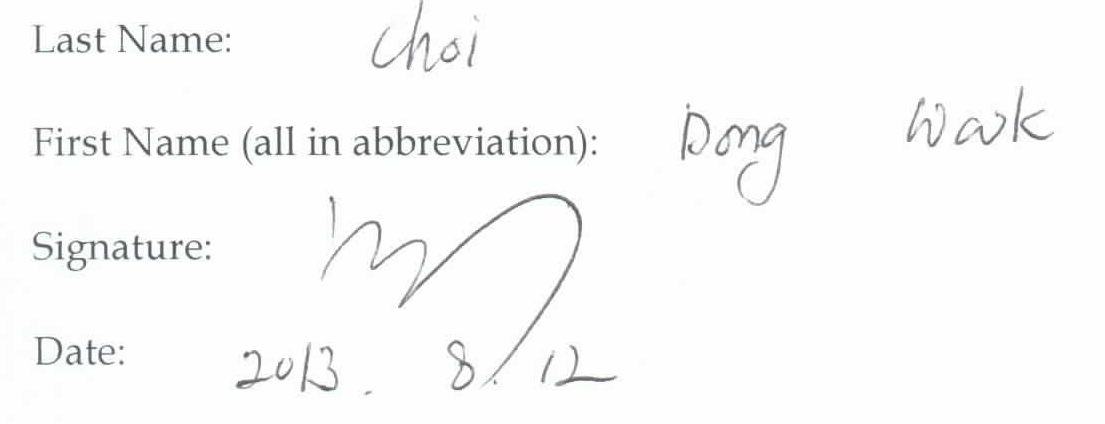 Last Name: Choi
First Name (all in abbreviation): Dong Wook
Signature:
Date: 2013. 8. 12